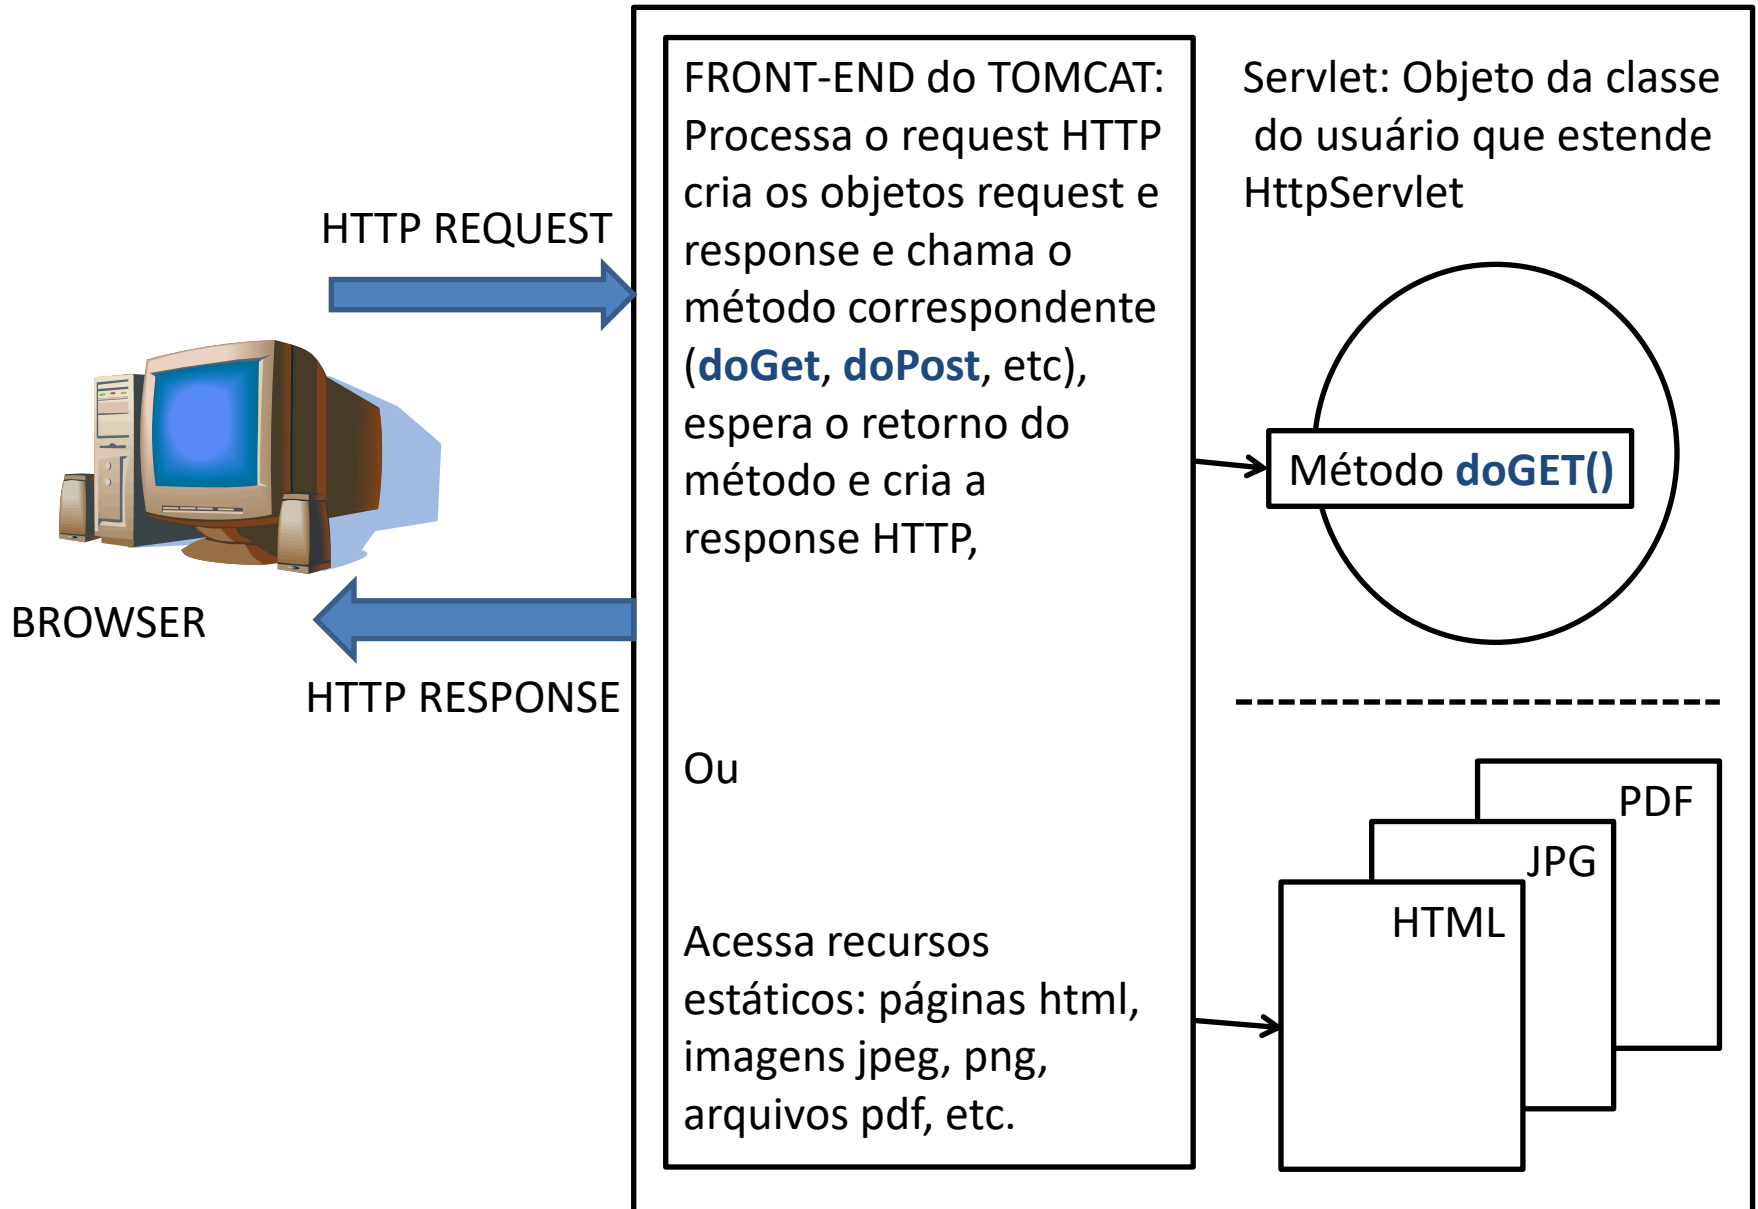 HTTP REQUEST
BROWSER
HTTP RESPONSE
FRONT-END do TOMCAT:
Processa o request HTTP
cria os objetos request e
response e chama o
método correspondente
(doGet, doPost, etc),
espera o retorno do
método e cria a
response HTTP,
Ou
Acessa recursos
estáticos: páginas html,
imagens jpeg, png,
arquivos pdf, etc.
Servlet: Objeto da classe
do usuário que estende
HttpServlet
Método doGET()
PDF
JPG
HTML